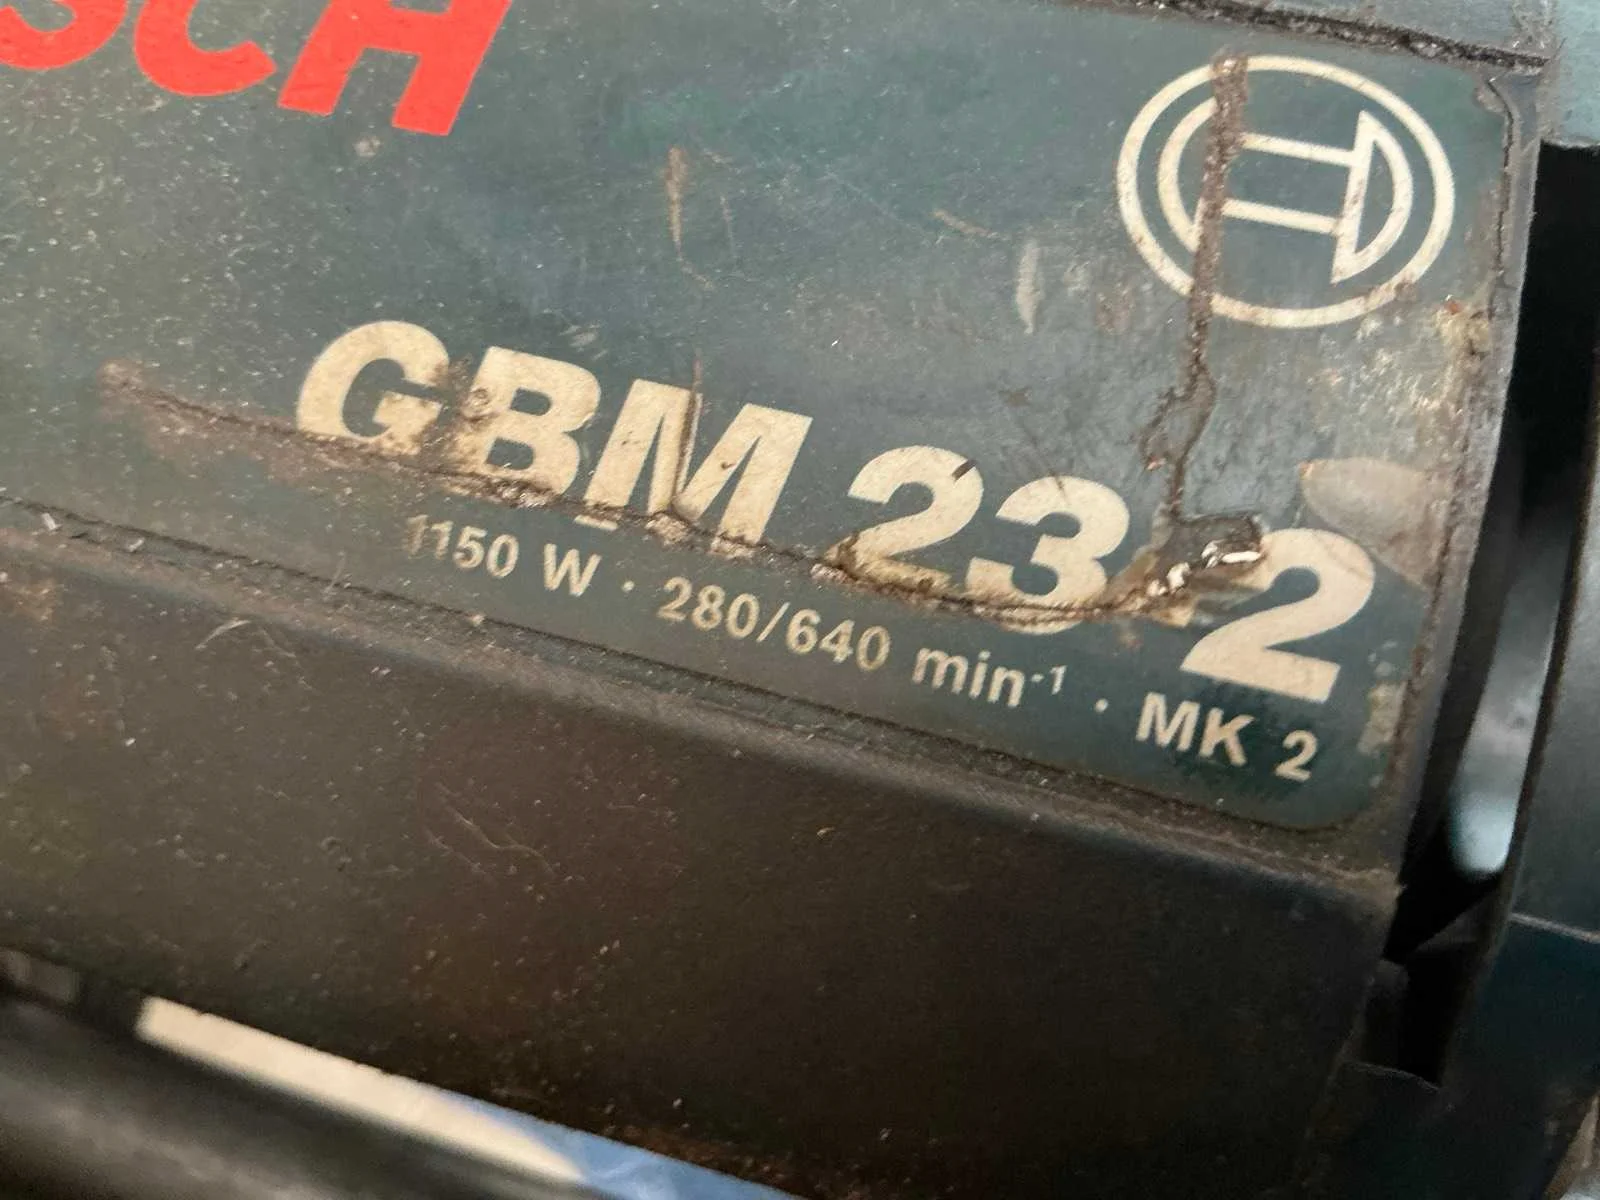 SCH
GBM 23-2
1150 W · 280/640 min⁻¹ · MK 2